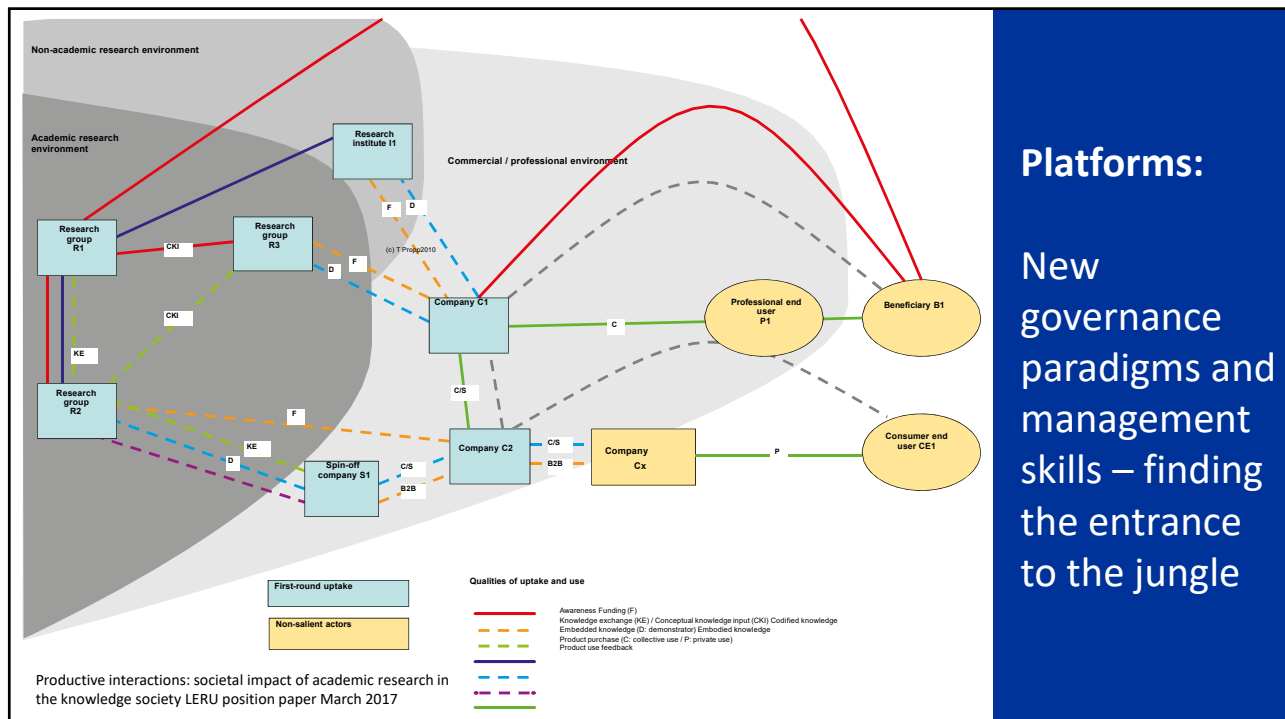 Non-academic research environment
Academic research
environment
Research
institute I1
Commercial / professional environment
F
D
Research
group
R1
CKI
Research
group
R3
(c) T Propp2010
F
D
Company C1
Professional end
user
P1
Beneficiary B1
C
CKI
KE
C/S
Research
group
R2
F
KE
D
Spin-off
company S1
C/S
B2B
Company C2
C/S
B2B
Company
Cx
P
Consumer end
user CE1
First-round uptake
Non-salient actors
Qualities of uptake and use
Awareness Funding (F)
Knowledge exchange (KE) / Conceptual knowledge input (CKI) Codified knowledge
Embedded knowledge (D: demonstrator) Embodied knowledge
Product purchase (C: collective use / P: private use)
Product use feedback
Productive interactions: societal impact of academic research in
the knowledge society LERU position paper March 2017
Platforms:
New
governance
paradigms and
management
skills – finding
the entrance
to the jungle